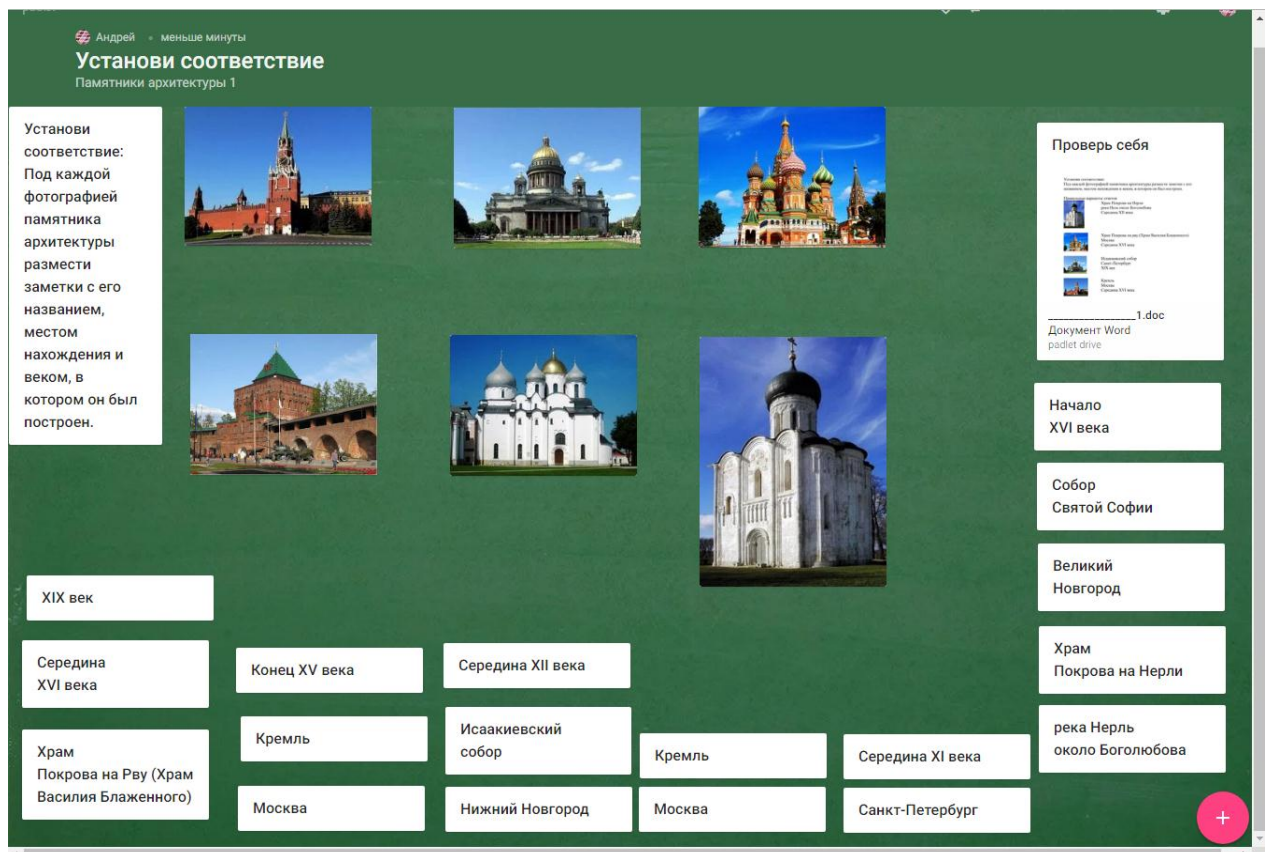 Андрей • меньше минуты
Установи соответствие
Памятники архитектуры 1
Установи
соответствие:
Под каждой
фотографией
памятника
архитектуры
размести
заметки с его
названием,
местом
нахождения и
веком, в
котором он был
построен.
Проверь себя
_________________1.doc
Документ Word
padlet drive
Начало
XVI века
Собор
Святой Софии
Великий
Новгород
Храм
Покрова на Нерли
река Нерль
около Боголюбова
XIX век
Середина
XVI века
Храм
Покрова на Рву (Храм
Василия Блаженного)
Конец XV века
Кремль
Москва
Середина XII века
Исаакиевский
собор
Нижний Новгород
Кремль
Москва
Середина XI века
Санкт-Петербург